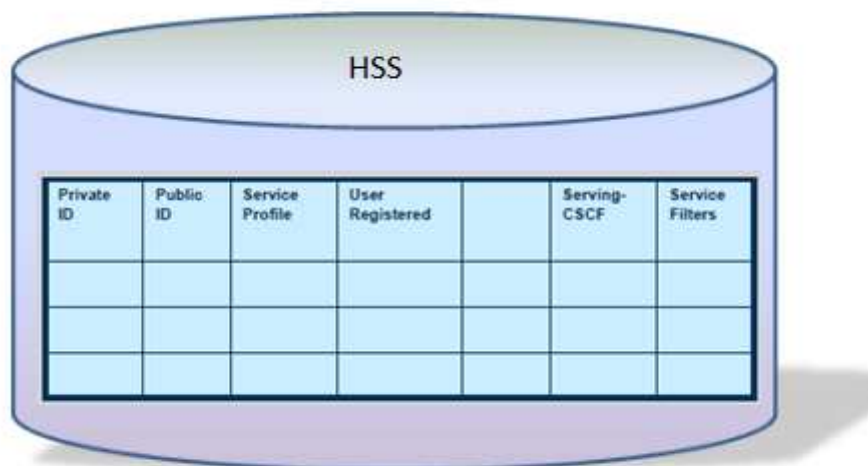 HSS
Private Public Service User Serving- Service
ID ID Profile Registered CSCF Filters